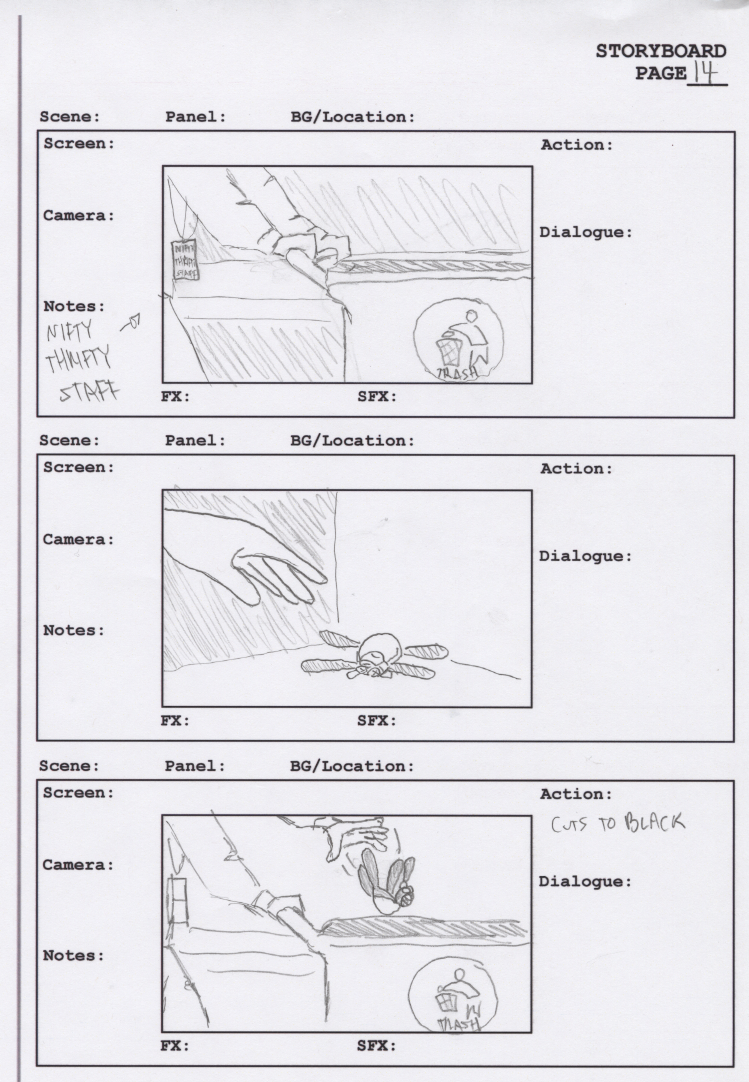 STORYBOARD
PAGE 14
Scene: Panel: BG/Location:
Screen:
Action:
Camera:
Dialogue:
NIFTY
THRIFTY
STAFF
Notes:
NIFTY
THRIFTY
STAFF
TRASH
FX: SFX:
Scene: Panel: BG/Location:
Screen:
Action:
Camera:
Dialogue:
Notes:
FX: SFX:
Scene: Panel: BG/Location:
Screen:
Action:
CUTS TO BLACK
Camera:
Dialogue:
Notes:
TRASH
FX: SFX: